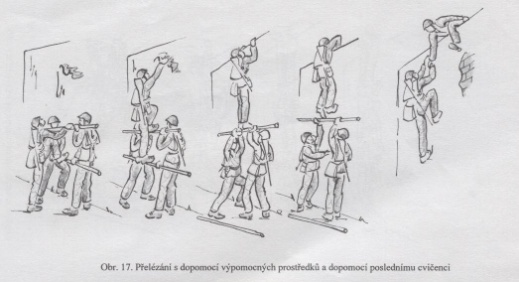 Obr. 17. Přelézání s dopomocí výpomocných prostředků a dopomocí poslednímu cvičenci